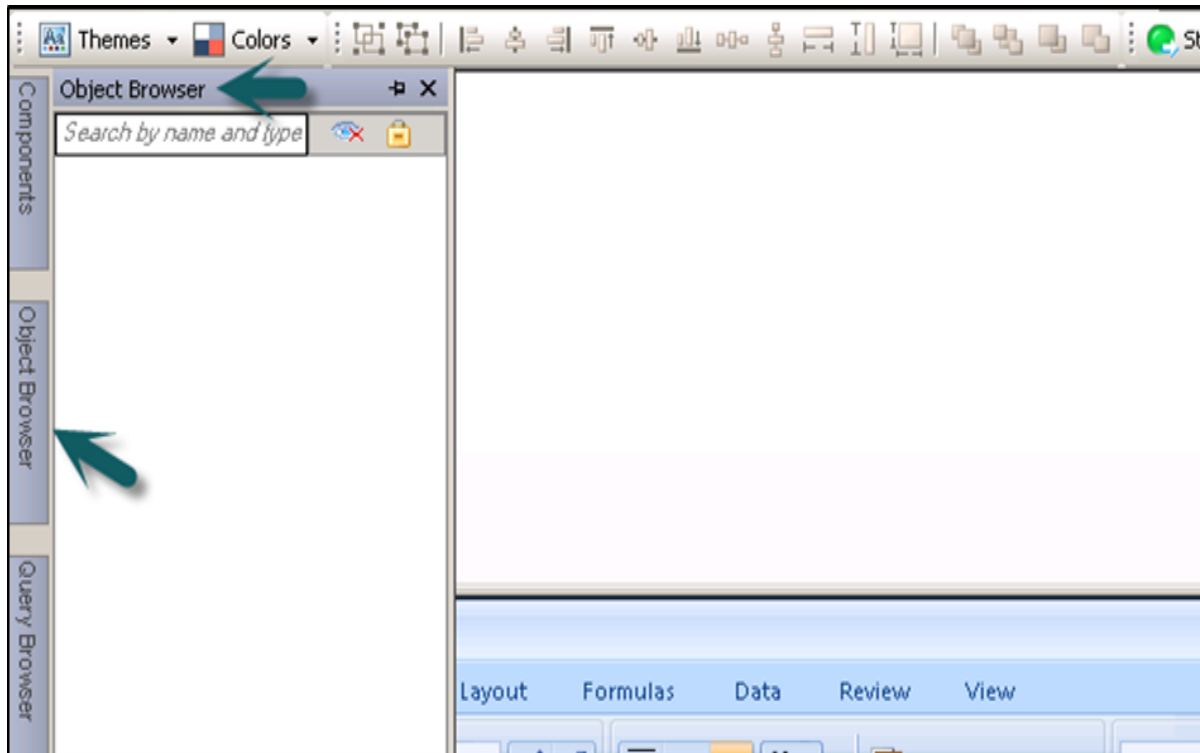 Themes Colors St
Object Browser
Search by name and type
Components
Object Browser
Query Browser
Layout Formulas Data Review View